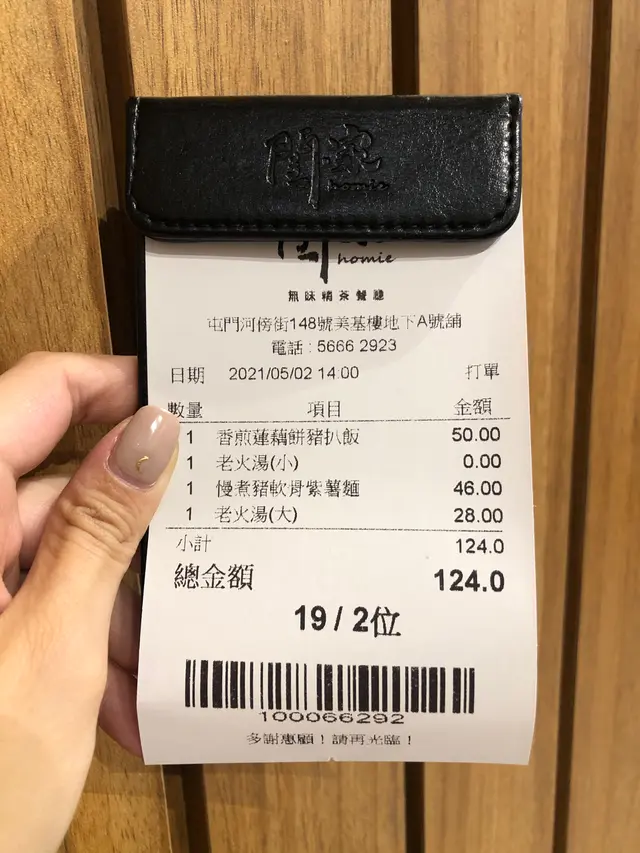 閨家
homie
homie
無味精茶餐廳
屯門河傍街148號美基樓地下A號舖
電話 : 5666 2923
日期 2021/05/02 14:00 打單
數量 項目 金額
1 香煎蓮藕餅豬扒飯 50.00
1 老火湯(小) 0.00
1 慢煮豬軟骨紫薯麵 46.00
1 老火湯(大) 28.00
小計 124.0
總金額 124.0
19 / 2位
100066292
多謝惠顧！請再光臨！